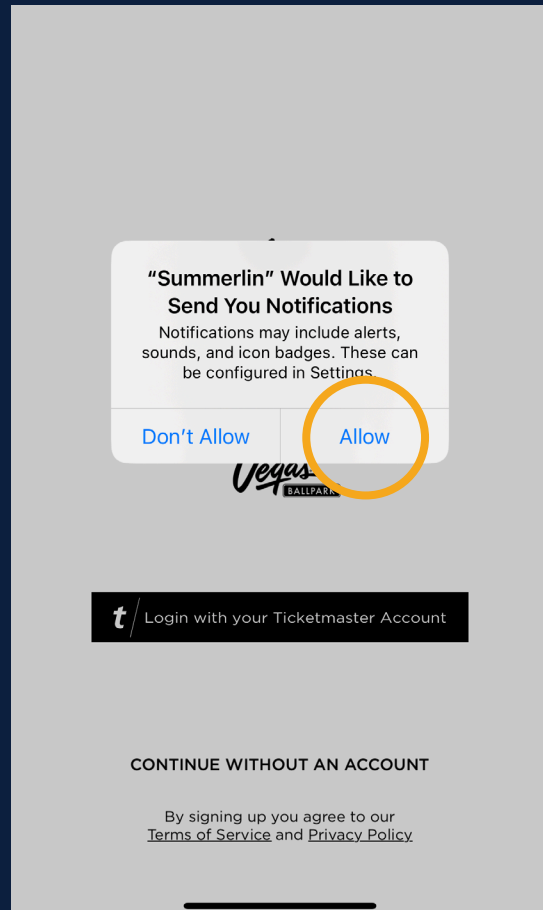 “Summerlin” Would Like to
Send You Notifications
Notifications may include alerts,
sounds, and icon badges. These can
be configured in Settings.
Don’t Allow
Allow
Vegas
BALLPARK
t/Login with your Ticketmaster Account
CONTINUE WITHOUT AN ACCOUNT
By signing up you agree to our
Terms of Service and Privacy Policy